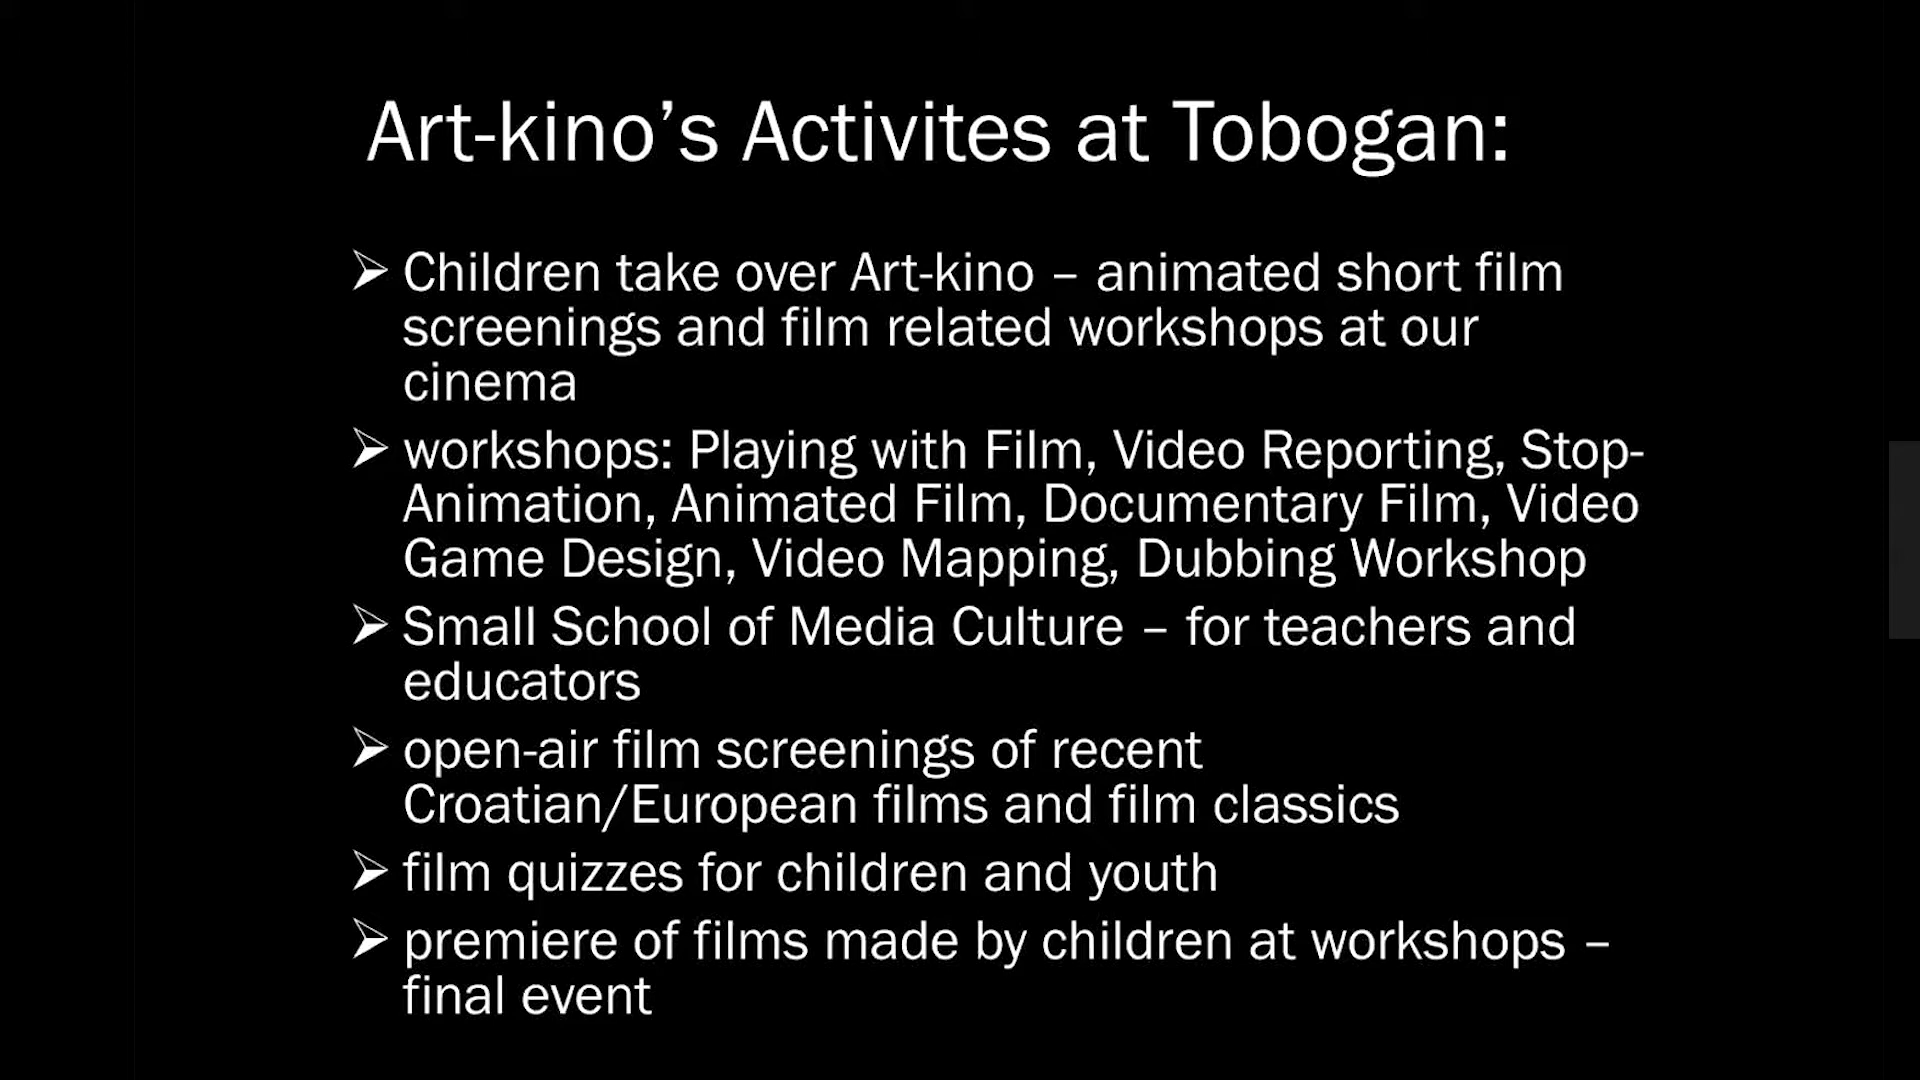 Art-kino’s Activites at Tobogan:
➢ Children take over Art-kino – animated short film
screenings and film related workshops at our
cinema
➢ workshops: Playing with Film, Video Reporting, Stop-
Animation, Animated Film, Documentary Film, Video
Game Design, Video Mapping, Dubbing Workshop
➢ Small School of Media Culture – for teachers and
educators
➢ open-air film screenings of recent
Croatian/European films and film classics
➢ film quizzes for children and youth
➢ premiere of films made by children at workshops –
final event